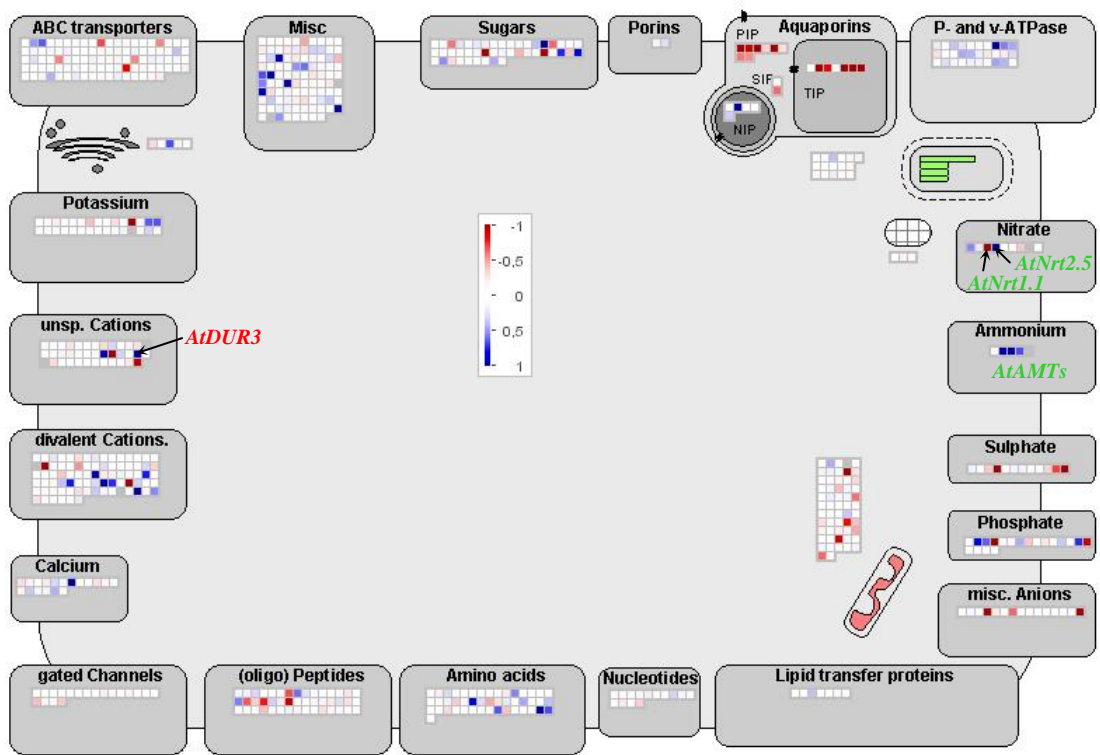 ABC transporters
Misc
Sugars
Porins
Aquaporins
P- and v-ATPase
PIP
SIP
TIP
NIP
Potassium
Nitrate
AtNrt2.5
AtNrt1.1
-1
-0,5
0
0,5
1
unsp. Cations
AtDUR3
Ammonium
AtAMTs
divalent Cations.
Sulphate
Phosphate
Calcium
misc. Anions
gated Channels
(oligo) Peptides
Amino acids
Nucleotides
Lipid transfer proteins